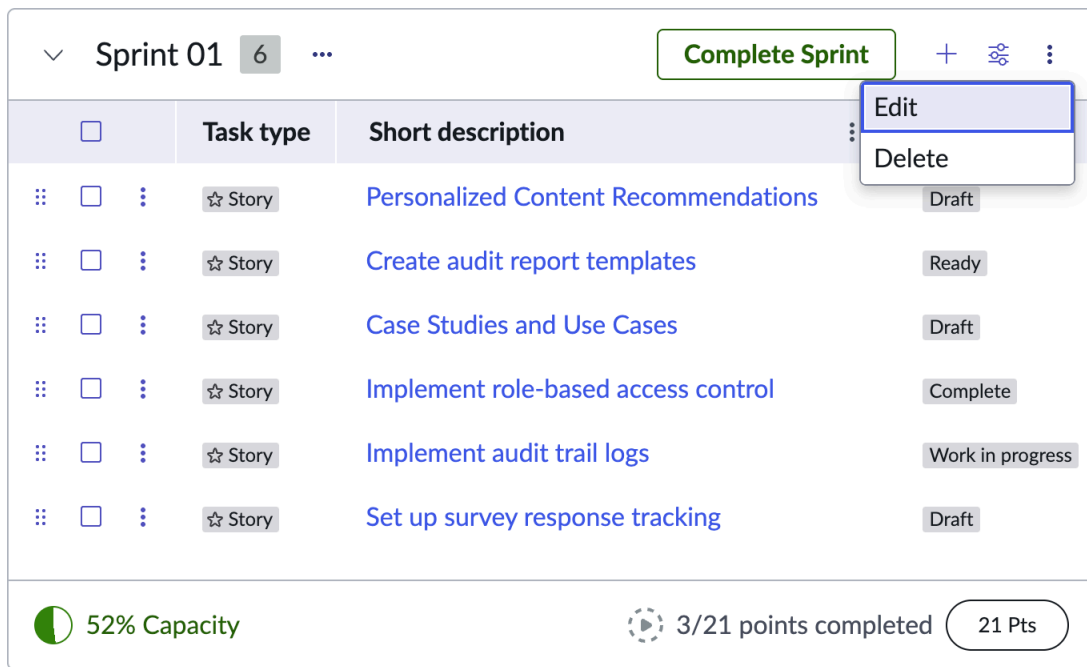 Sprint 01 6 Complete Sprint
Edit
Task type Short description
Delete
Story Personalized Content Recommendations Draft
Story Create audit report templates Ready
Story Case Studies and Use Cases Draft
Story Implement role-based access control Complete
Story Implement audit trail logs Work in progress
Story Set up survey response tracking Draft
52% Capacity 3/21 points completed 21 Pts